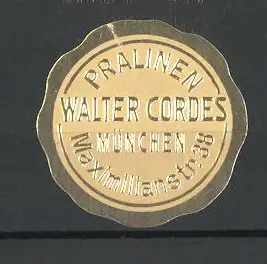 PRALINEN
WALTER CORDES
MÜNCHEN
Maximilianstr. 38